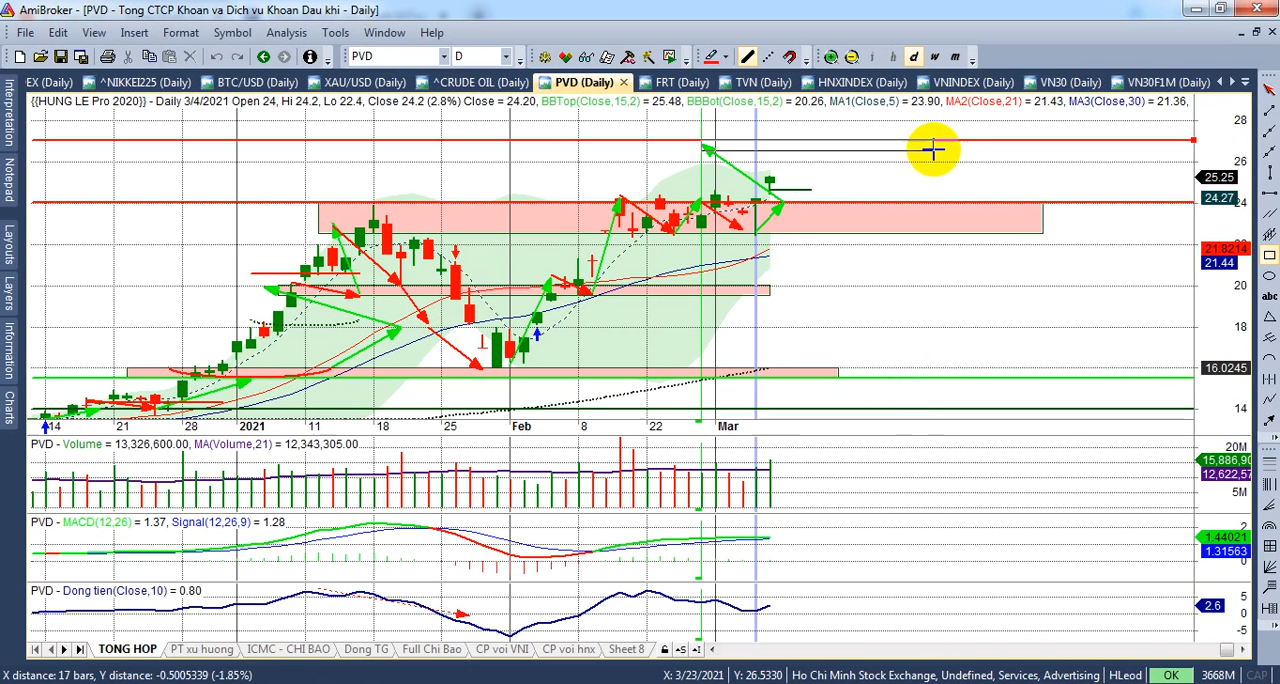 AmiBroker - [PVD - Tong CTCP Khoan va Dich vu Khoan Dau khi - Daily]
File Edit View Insert Format Symbol Analysis Tools Window Help
PVD D i h d w m
EX (Daily) ^NIKKEI225 (Daily) BTC/USD (Daily) XAU/USD (Daily) ^CRUDE OIL (Daily) PVD (Daily) FRT (Daily) TVN (Daily) HNXINDEX (Daily) VNINDEX (Daily) VN30 (Daily) VN30F1M (Daily)
{{HUNG LE Pro 2020}} - Daily 3/4/2021 Open 24, Hi 24.2, Lo 22.4, Close 24.2 (2.8%) Close = 24.20, BBTop(Close,15,2) = 25.48, BBBot(Close,15,2) = 20.26, MA1(Close,5) = 23.90, MA2(Close,21) = 21.43, MA3(Close,30) = 21.36,
Interpretation
Notepad
Layouts
Layers
Information
Charts
abc
28
26
25.25
24.27
24
22
21.8214
21.44
20
18
16.0245
14
14 21 28 2021 11 18 25 Feb 8 22 Mar
PVD - Volume = 13,326,600.00, MA(Volume,21) = 12,343,305.00
20M
15,886,90
12,622,57
5M
PVD - MACD(12,26) = 1.37, Signal(12,26,9) = 1.28
2
1.44021
1.31563
0
PVD - Dong tien(Close,10) = 0.80
5
2.6
0
-5
TONG HOP PT xu huong ICMC - CHI BAO Dong TG Full Chi Bao CP voi VNI CP voi hnx Sheet 8
X distance: 17 bars, Y distance: -0.5005339 (-1.85%) X: 3/23/2021 Y: 26.5330 Ho Chi Minh Stock Exchange, Undefined, Services, Advertising HLeod OK 3668M CAP